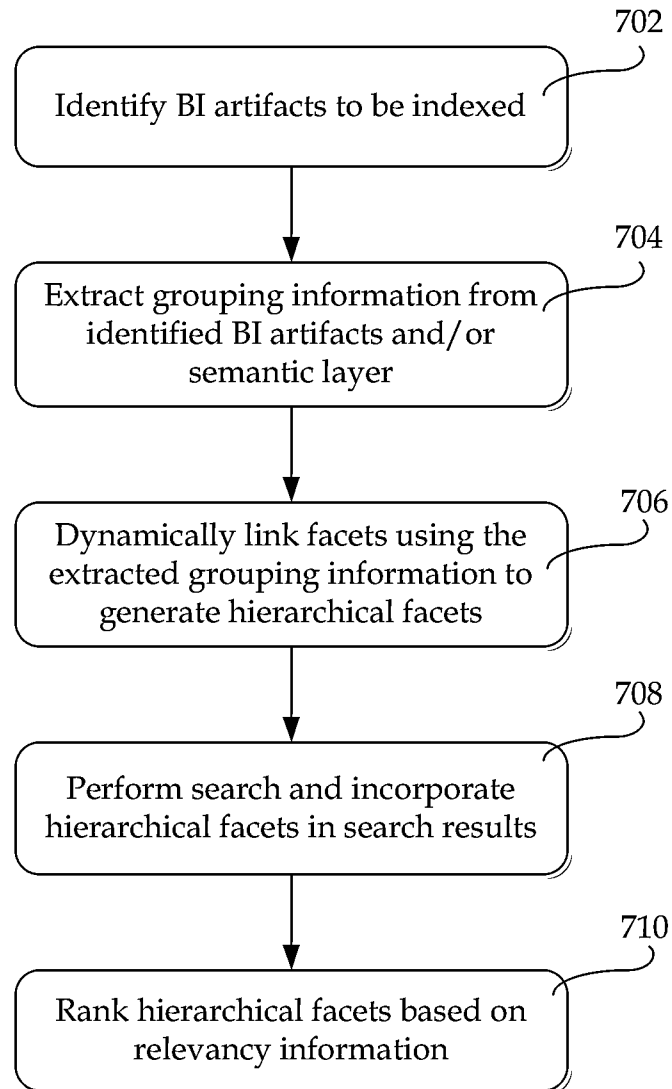 702
Identify BI artifacts to be indexed
704
Extract grouping information from
identified BI artifacts and/or
semantic layer
706
Dynamically link facets using the
extracted grouping information to
generate hierarchical facets
708
Perform search and incorporate
hierarchical facets in search results
710
Rank hierarchical facets based on
relevancy information